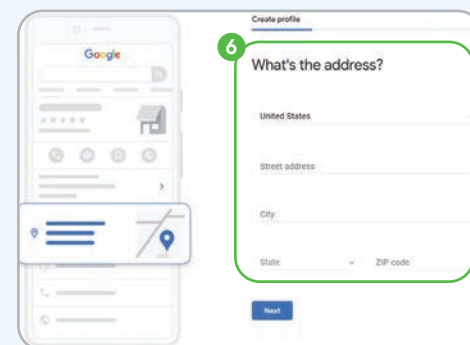 Google
Create profile
6
What's the address?
United States
Street address
City
State
ZIP code
Next